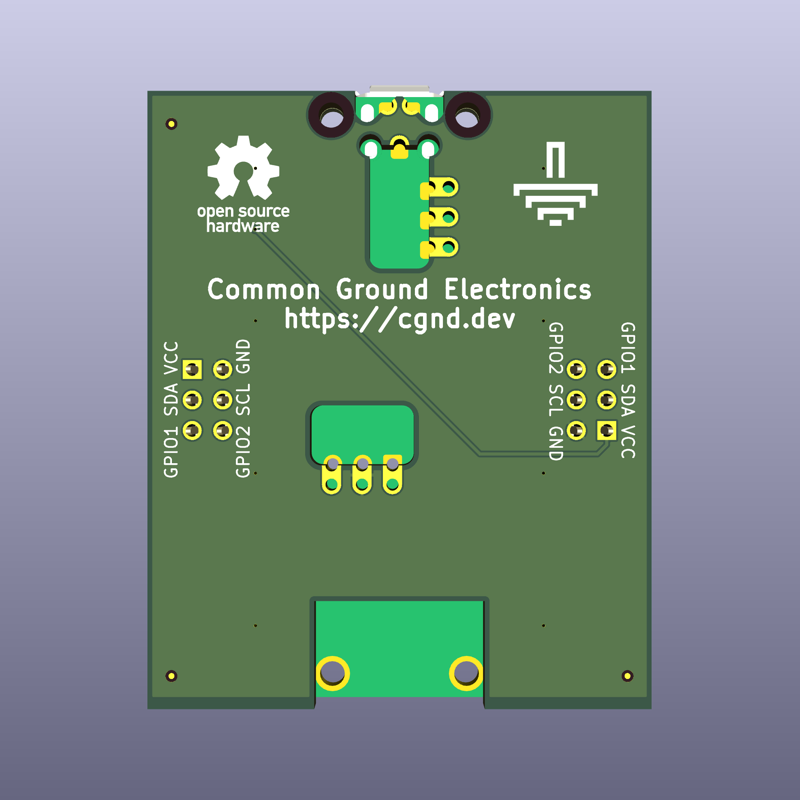 open source
hardware
Common Ground Electronics
https://cgnd.dev
GPIO1 SDA VCC
GPIO2 SCL GND
GPIO2 SCL GND
GPIO1 SDA VCC